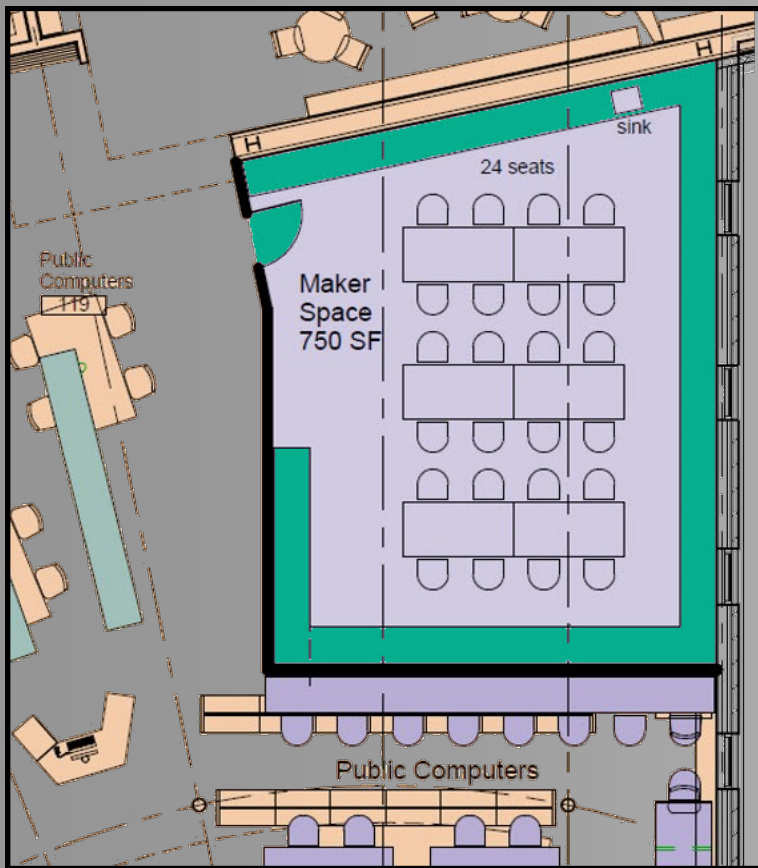 H
H
sink
24 seats
Public
Computers
119
Maker
Space
750 SF
Public Computers